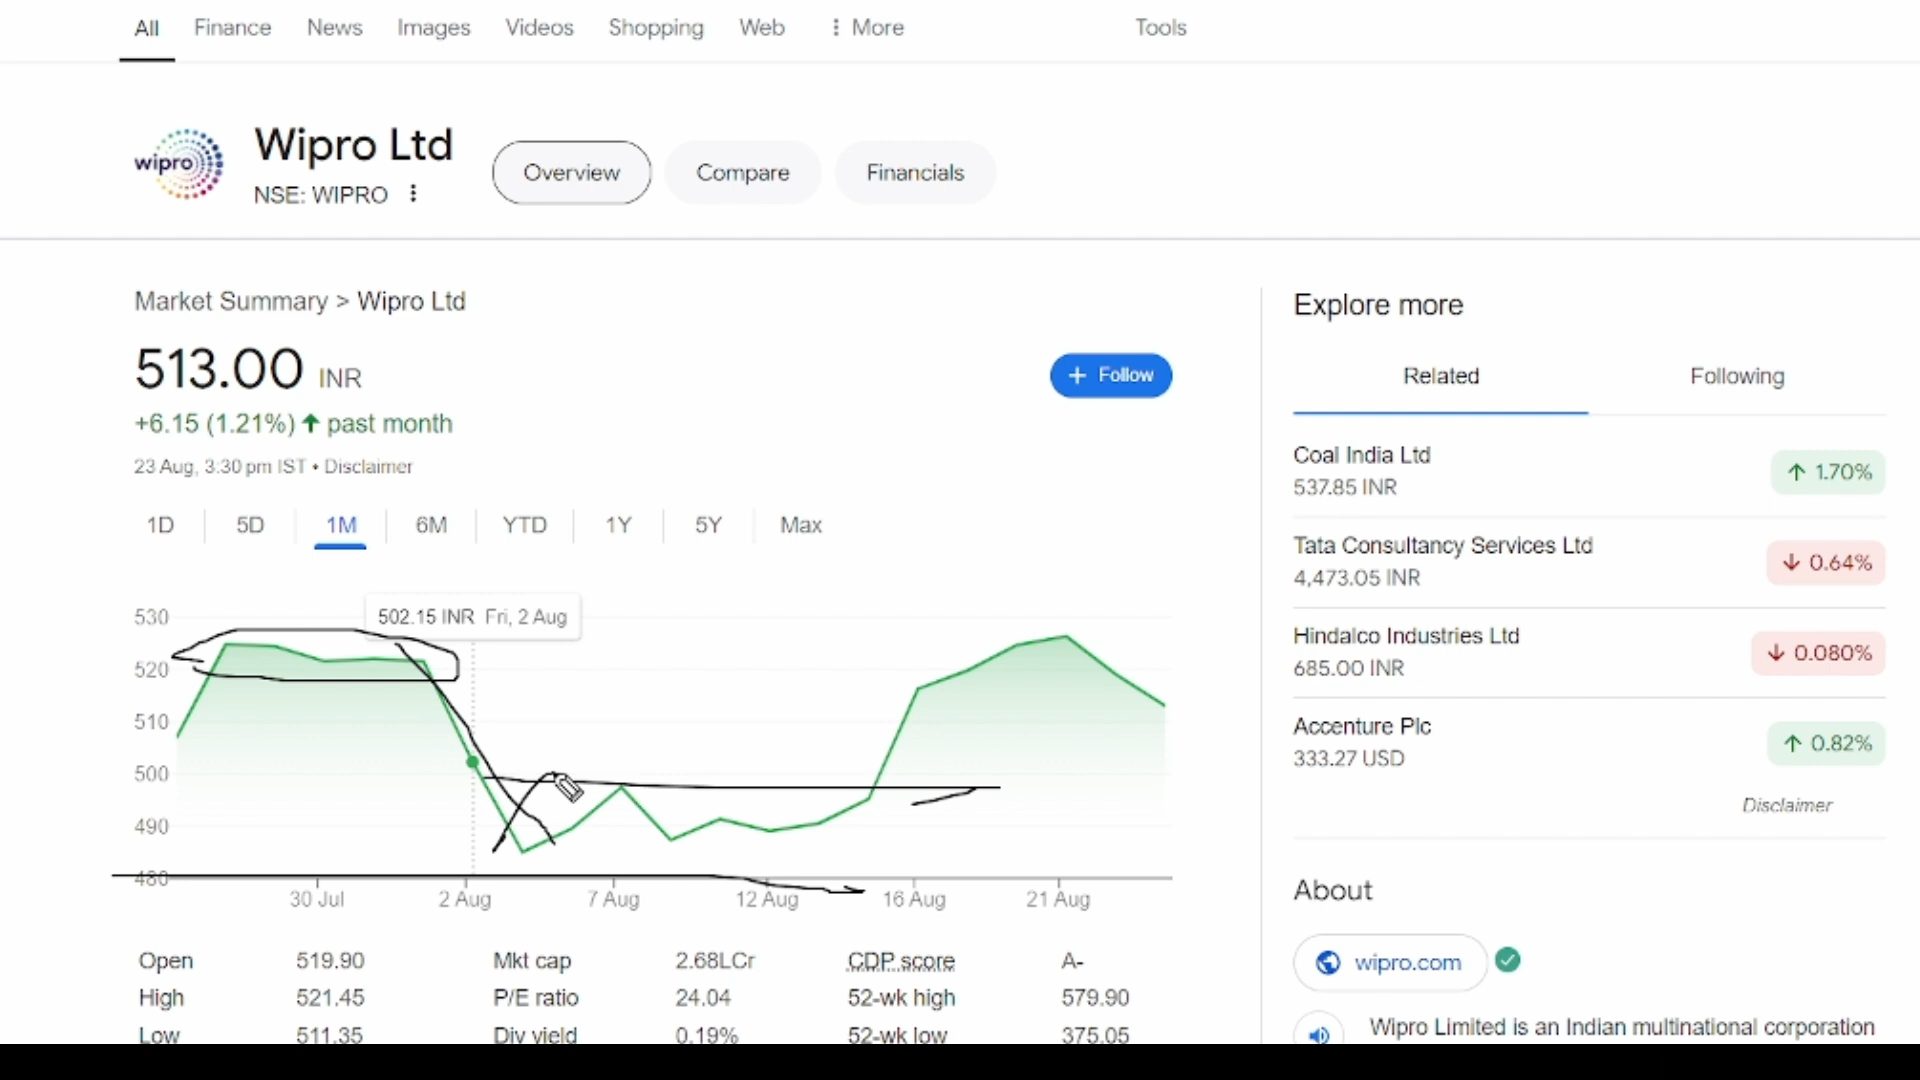 All Finance News Images Videos Shopping Web More Tools
wipro
Wipro Ltd
NSE: WIPRO
Overview Compare Financials
Market Summary > Wipro Ltd
513.00 INR
+ Follow
+6.15 (1.21%) ↑ past month
23 Aug, 3:30 pm IST • Disclaimer
1D 5D 1M 6M YTD 1Y 5Y Max
502.15 INR Fri, 2 Aug
530
520
510
500
490
480
30 Jul 2 Aug 7 Aug 12 Aug 16 Aug 21 Aug
Open 519.90 Mkt cap 2.68LCr CDP score A-
High 521.45 P/E ratio 24.04 52-wk high 579.90
Low 511.35 Div yield 0.19% 52-wk low 375.05
Explore more
Related Following
Coal India Ltd
537.85 INR
↑ 1.70%
Tata Consultancy Services Ltd
4,473.05 INR
↓ 0.64%
Hindalco Industries Ltd
685.00 INR
↓ 0.080%
Accenture Plc
333.27 USD
↑ 0.82%
Disclaimer
About
wipro.com
Wipro Limited is an Indian multinational corporation